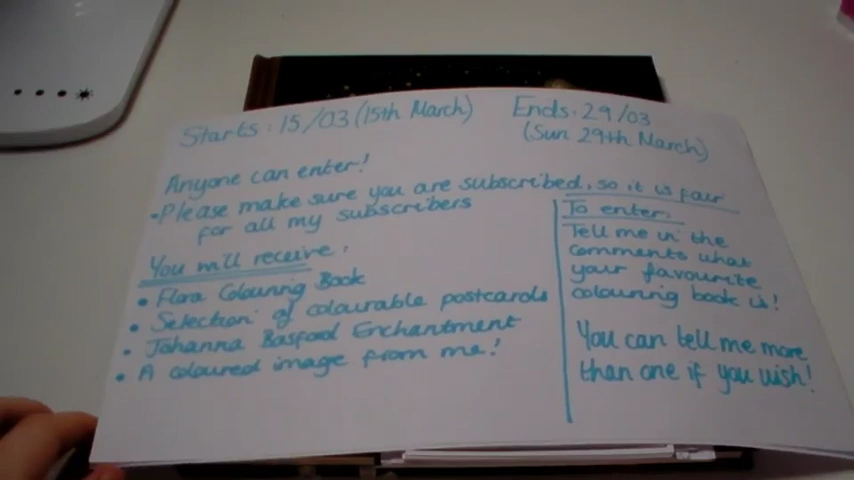 Starts: 15/03 (15th March)
Ends: 29/03
(Sun 29th March)
Anyone can enter!
-Please make sure you are subscribed, so it is fair
for all my subscribers
You will receive:
• Flora Colouring Book
• Selection of colourable postcards
• Johanna Basford Enchantment
• A coloured image from me!
To enter:
Tell me in the
comments what
your favourite
colouring book is!
You can tell me more
than one if you wish!